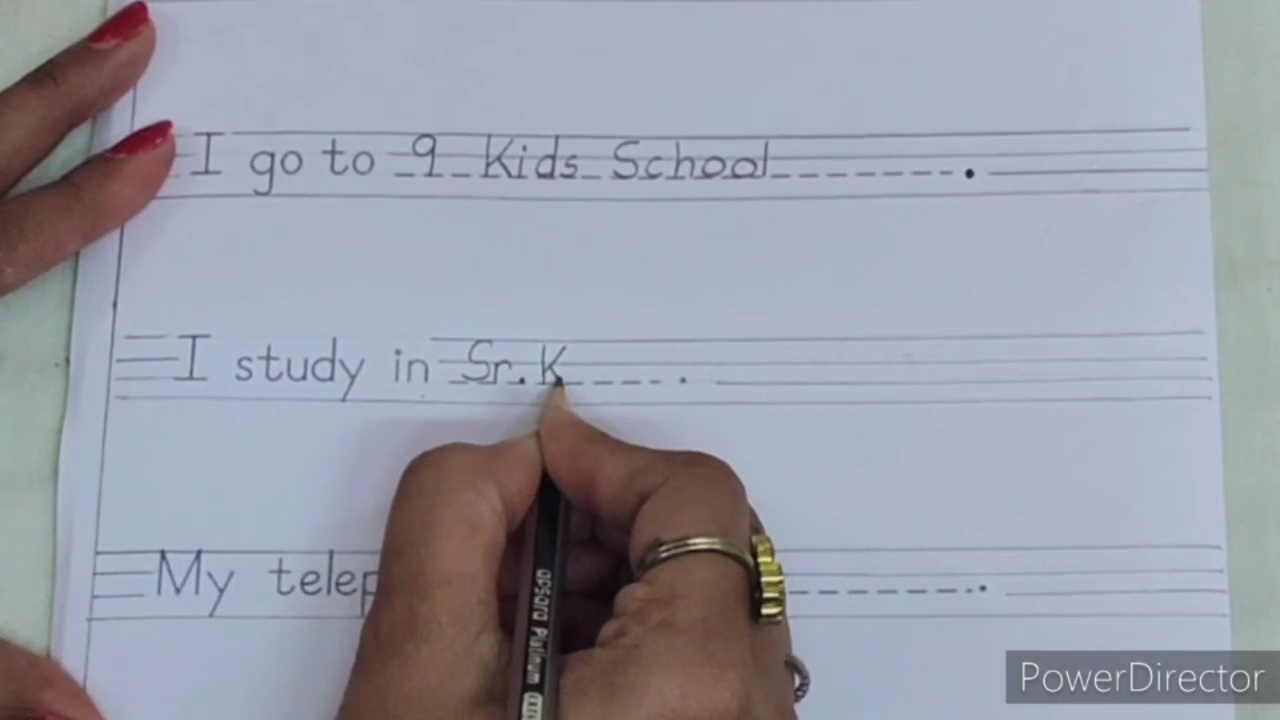 I go to 9 Kids School.
I study in Sr. K .
My telep .
apsara Platinum
PowerDirector